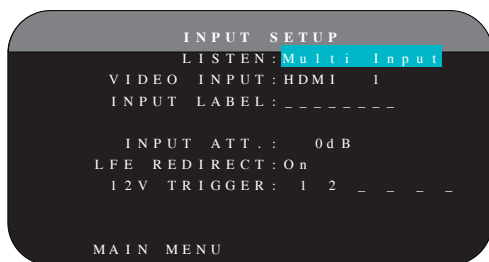 INPUT SETUP
LISTEN: Multi Input
VIDEO INPUT: HDMI 1
INPUT LABEL: _ _ _ _ _ _ _ _
INPUT ATT.: 0dB
LFE REDIRECT: On
12V TRIGGER: 1 2 _ _ _ _
MAIN MENU